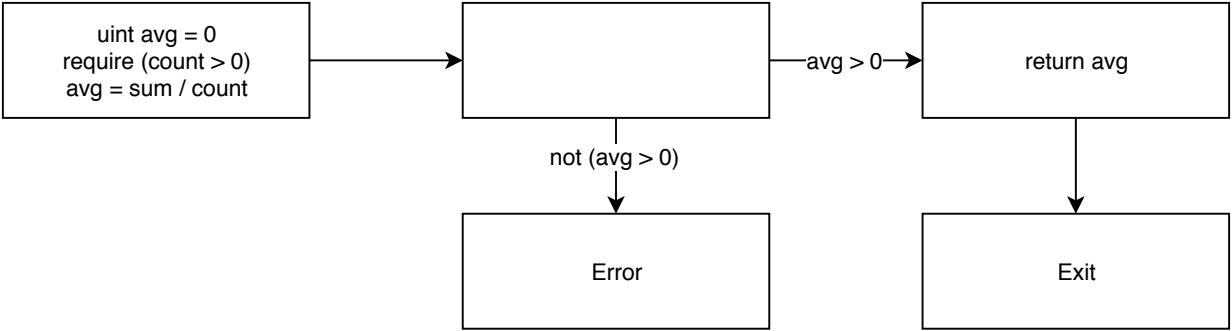 uint avg = 0
require (count > 0)
avg = sum / count
avg > 0
return avg
not (avg > 0)
Error
Exit